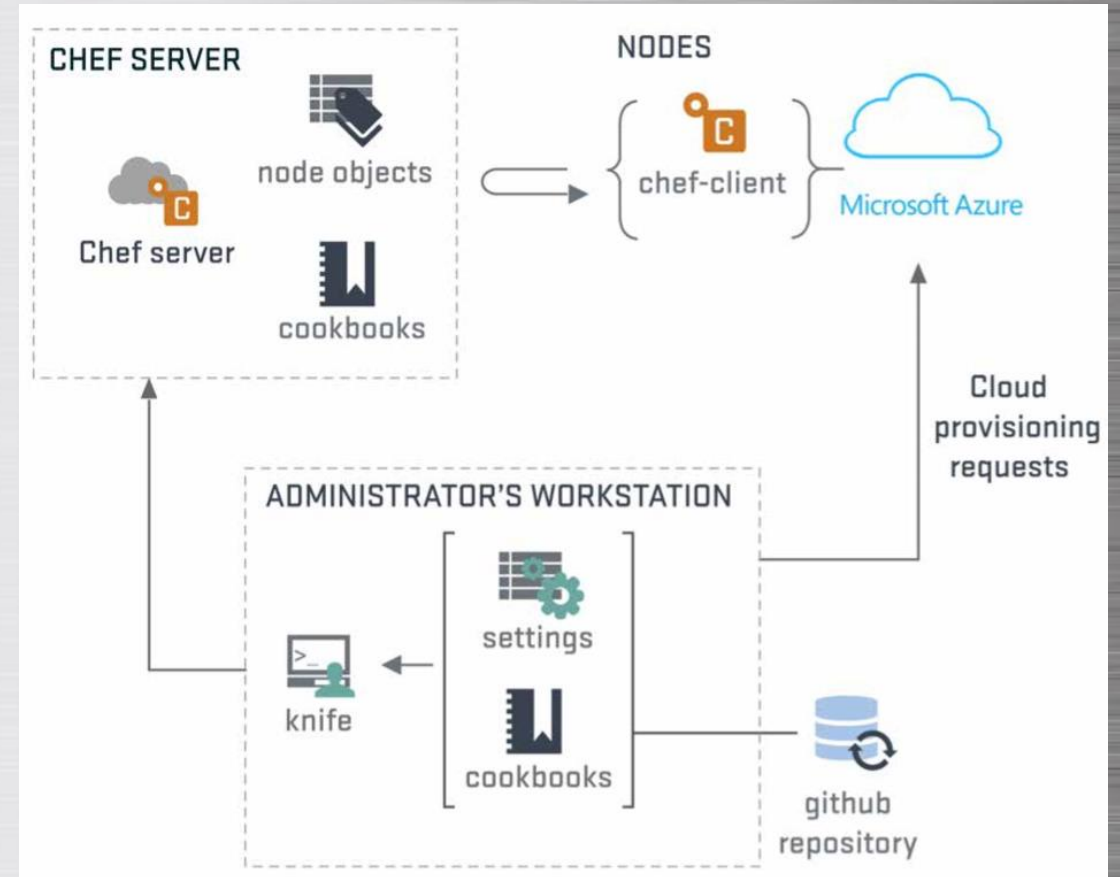 CHEF SERVER
node objects
C
Chef server
cookbooks
NODES
C
chef-client
Microsoft Azure
Cloud
provisioning
requests
ADMINISTRATOR'S WORKSTATION
settings
>_
knife
cookbooks
github
repository